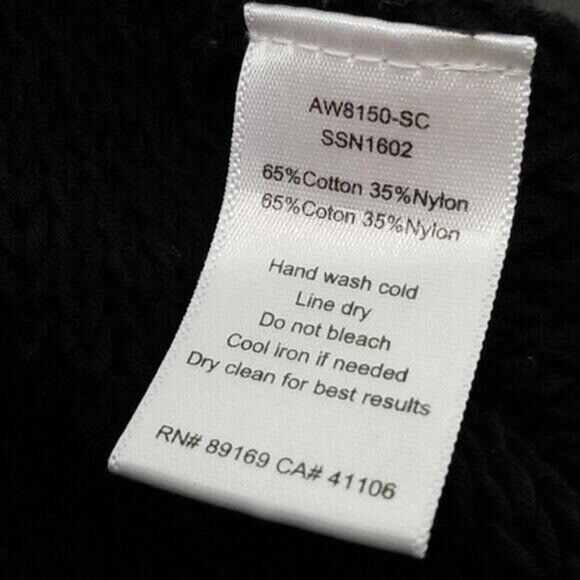 AW8150-SC
SSN1602
65%Cotton 35%Nylon
65%Coton 35%Nylon
Hand wash cold
Line dry
Do not bleach
Cool iron if needed
Dry clean for best results
RN# 89169 CA# 41106